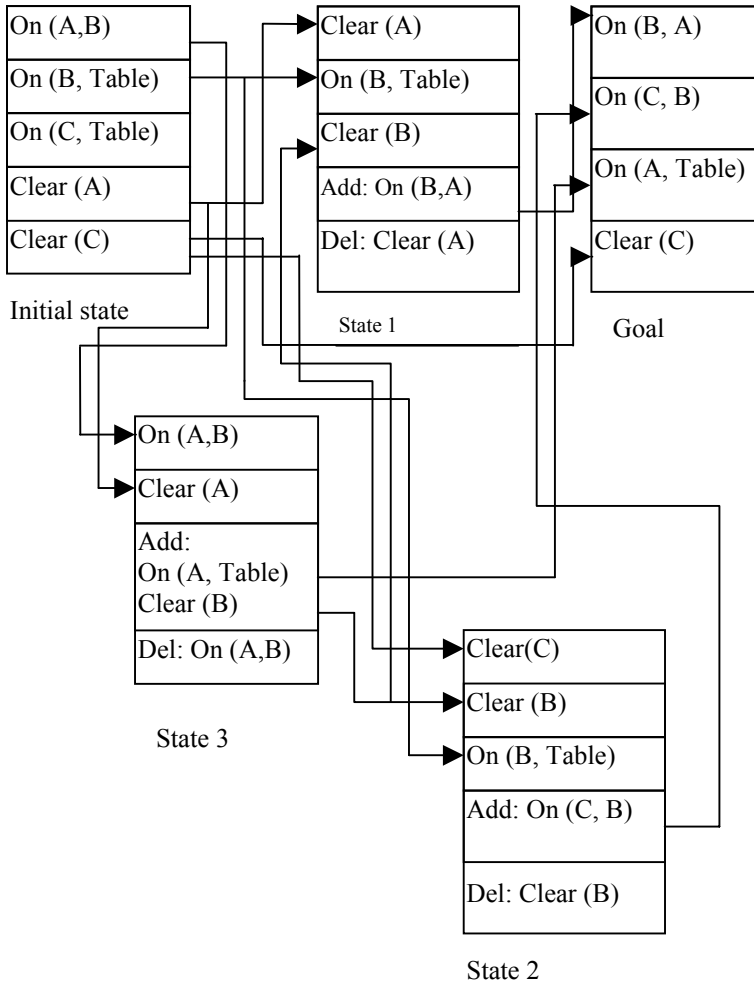 On (A,B)
On (B, Table)
On (C, Table)
Clear (A)
Clear (C)
Initial state
Clear (A)
On (B, Table)
Clear (B)
Add: On (B,A)
Del: Clear (A)
State 1
On (B, A)
On (C, B)
On (A, Table)
Clear (C)
Goal
On (A,B)
Clear (A)
Add:
On (A, Table)
Clear (B)
Del: On (A,B)
State 3
Clear(C)
Clear (B)
On (B, Table)
Add: On (C, B)
Del: Clear (B)
State 2